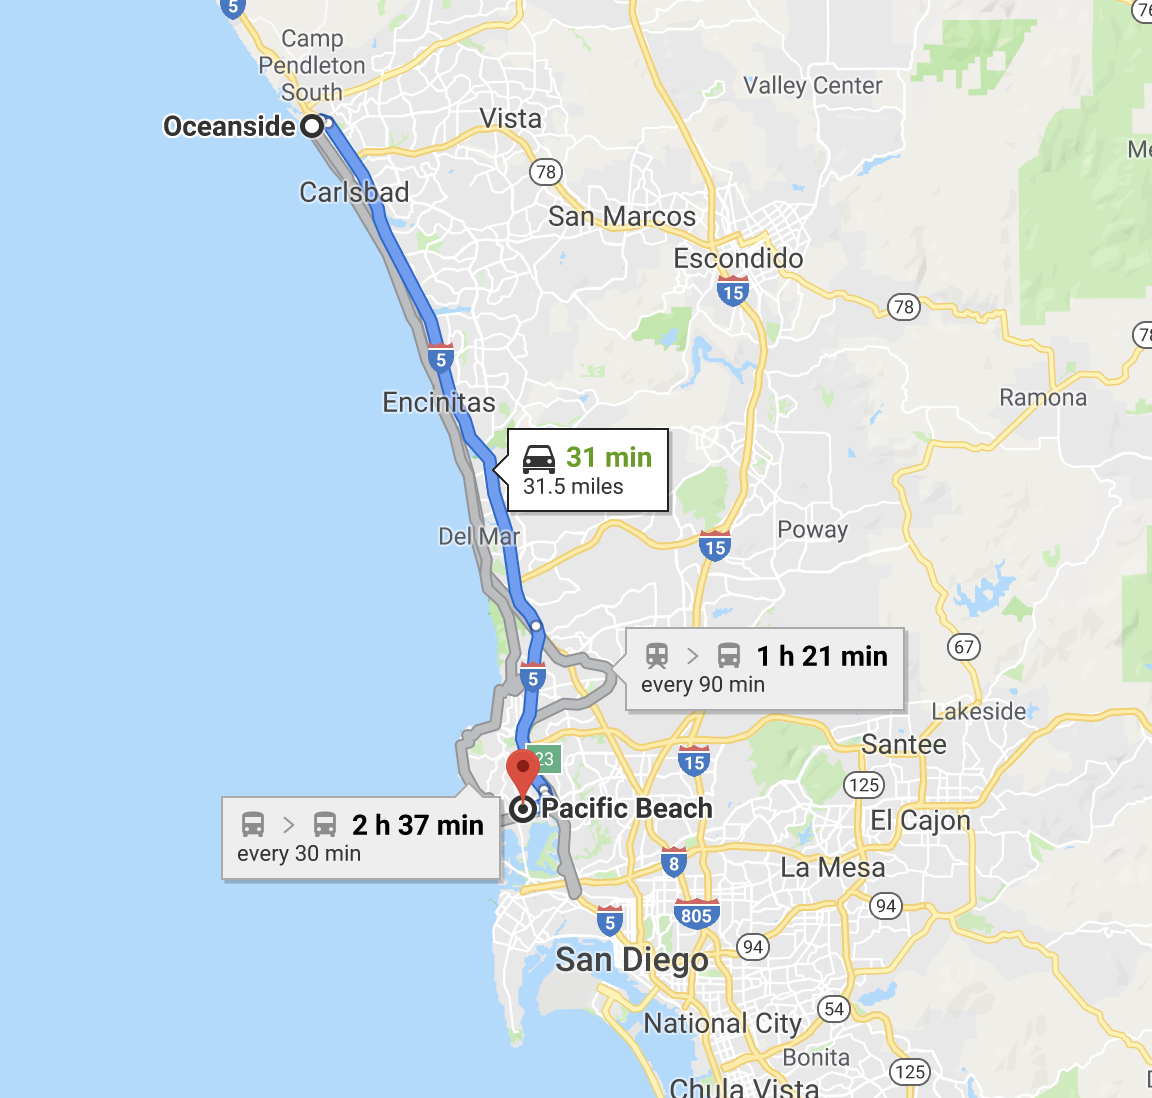 5
76
Camp
Pendleton
South
Valley Center
Oceanside
Vista
78
Carlsbad
San Marcos
Escondido
15
78
78
5
Encinitas
Ramona
31 min
31.5 miles
Del Mar
15
Poway
67
1 h 21 min
every 90 min
5
Lakeside
Santee
23
15
125
Pacific Beach
El Cajon
2 h 37 min
every 30 min
8
La Mesa
94
5
805
94
San Diego
54
National City
Bonita
125
Chula Vista